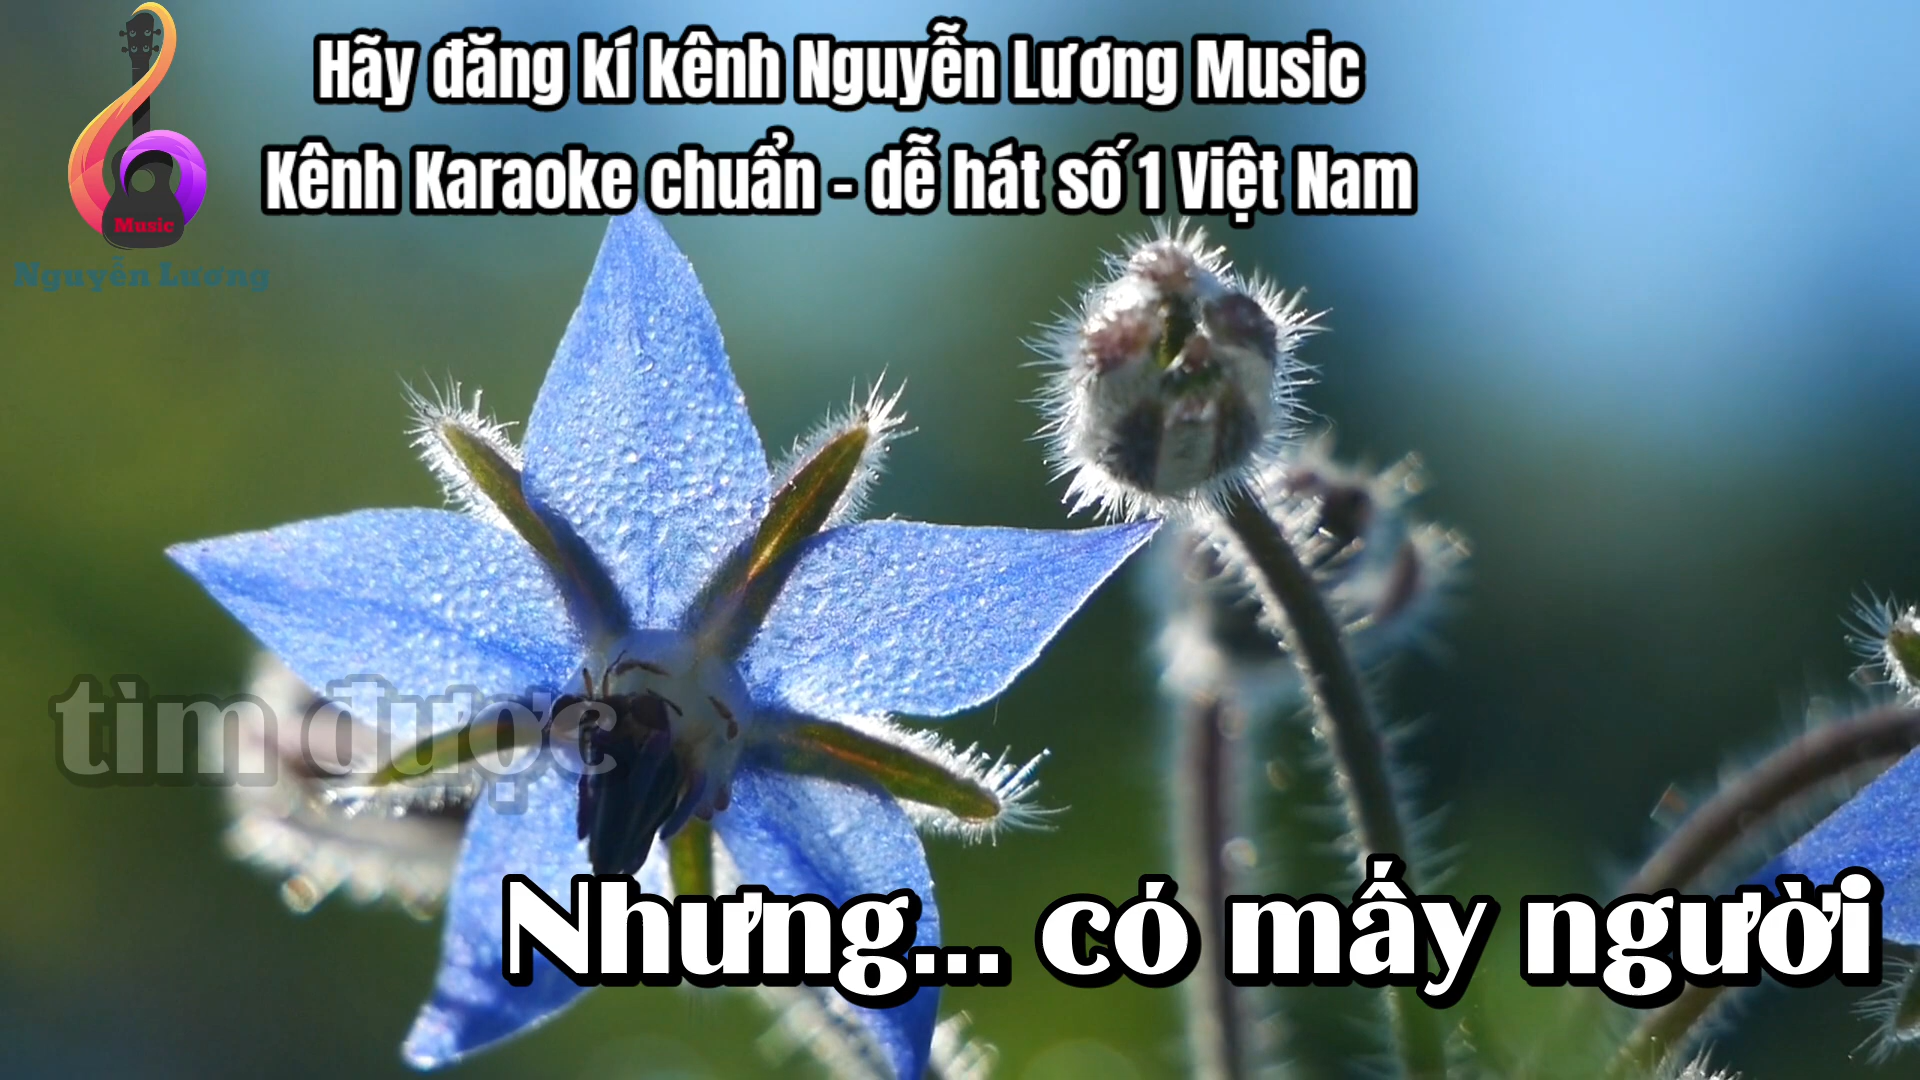 Hãy đăng kí kênh Nguyễn Lương Music
Kênh Karaoke chuẩn - dễ hát số 1 Việt Nam
Music
Nguyễn Lương
tìm được
Nhưng... có mấy người